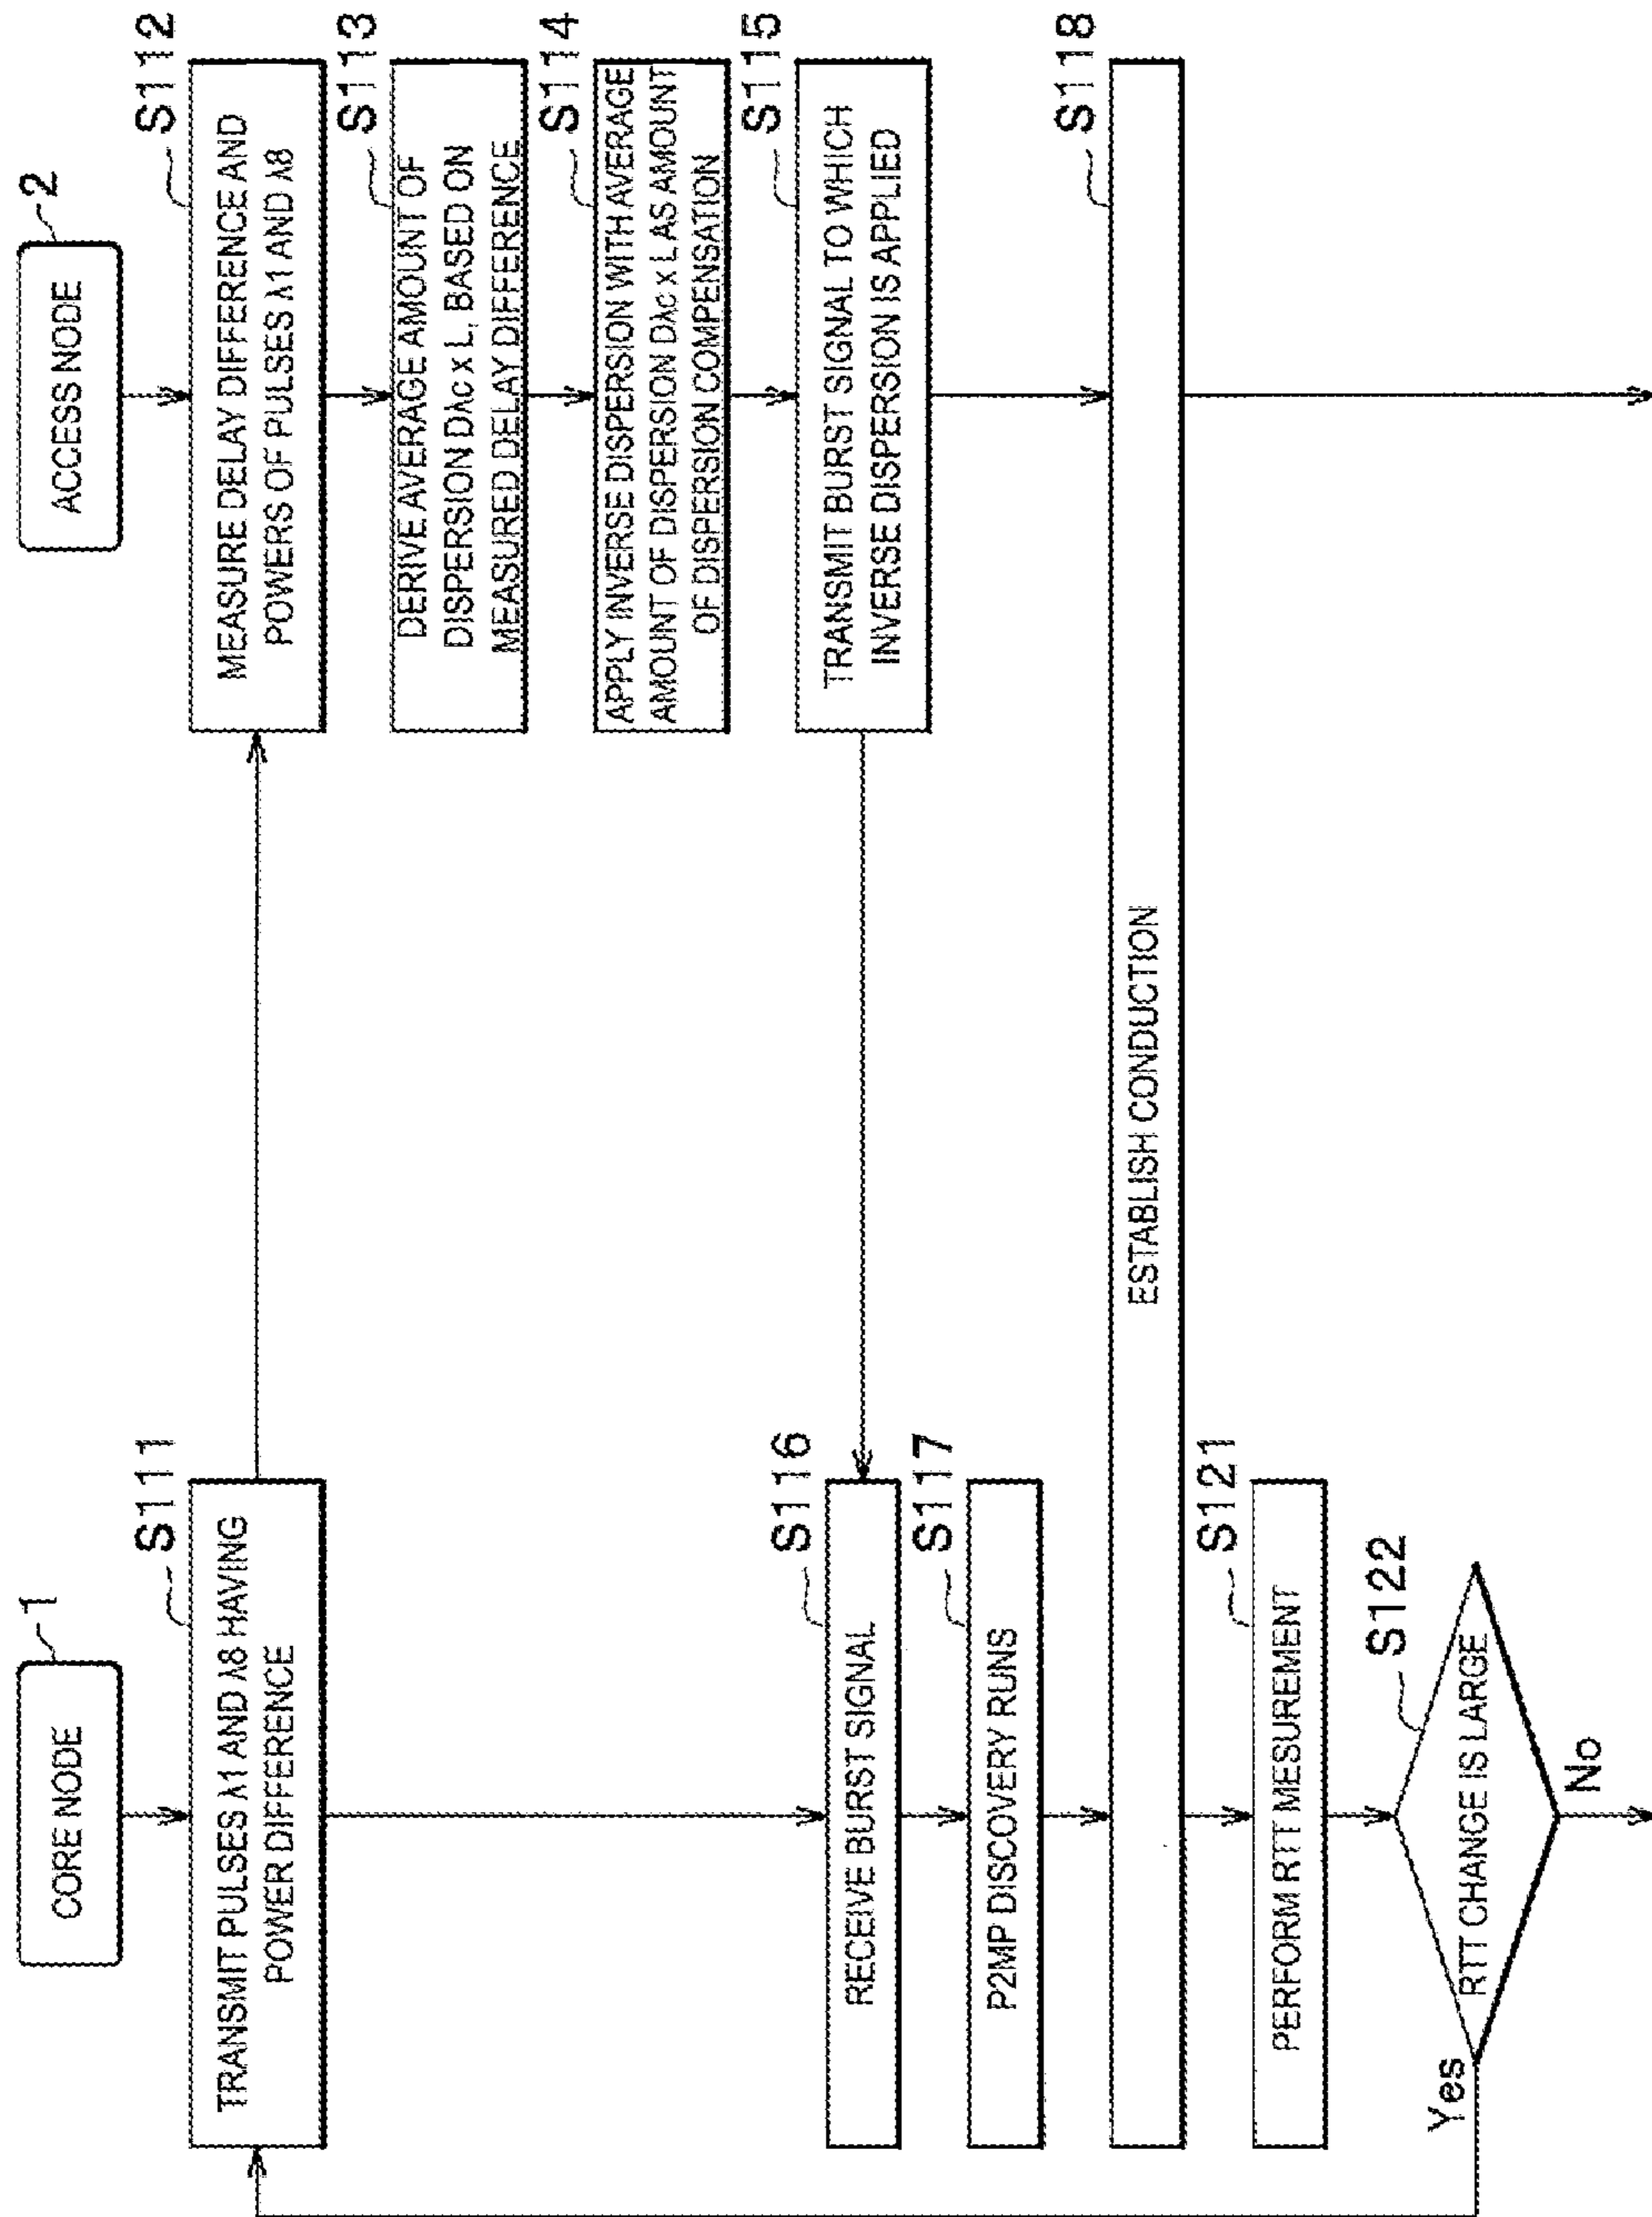 CORE NODE
1
ACCESS NODE
2
S111
TRANSMIT PULSES λ1 AND λ8 HAVING
POWER DIFFERENCE
S112
MEASURE DELAY DIFFERENCE AND
POWERS OF PULSES λ1 AND λ8
S113
DERIVE AVERAGE AMOUNT OF
DISPERSION Dλc x L, BASED ON
MEASURED DELAY DIFFERENCE
S114
APPLY INVERSE DISPERSION WITH AVERAGE
AMOUNT OF DISPERSION Dλc x L AS AMOUNT
OF DISPERSION COMPENSATION
S115
TRANSMIT BURST SIGNAL TO WHICH
INVERSE DISPERSION IS APPLIED
S116
RECEIVE BURST SIGNAL
S117
P2MP DISCOVERY RUNS
S118
ESTABLISH CONDUCTION
S121
PERFORM RTT MESUREMENT
S122
RTT CHANGE IS LARGE
Yes
No